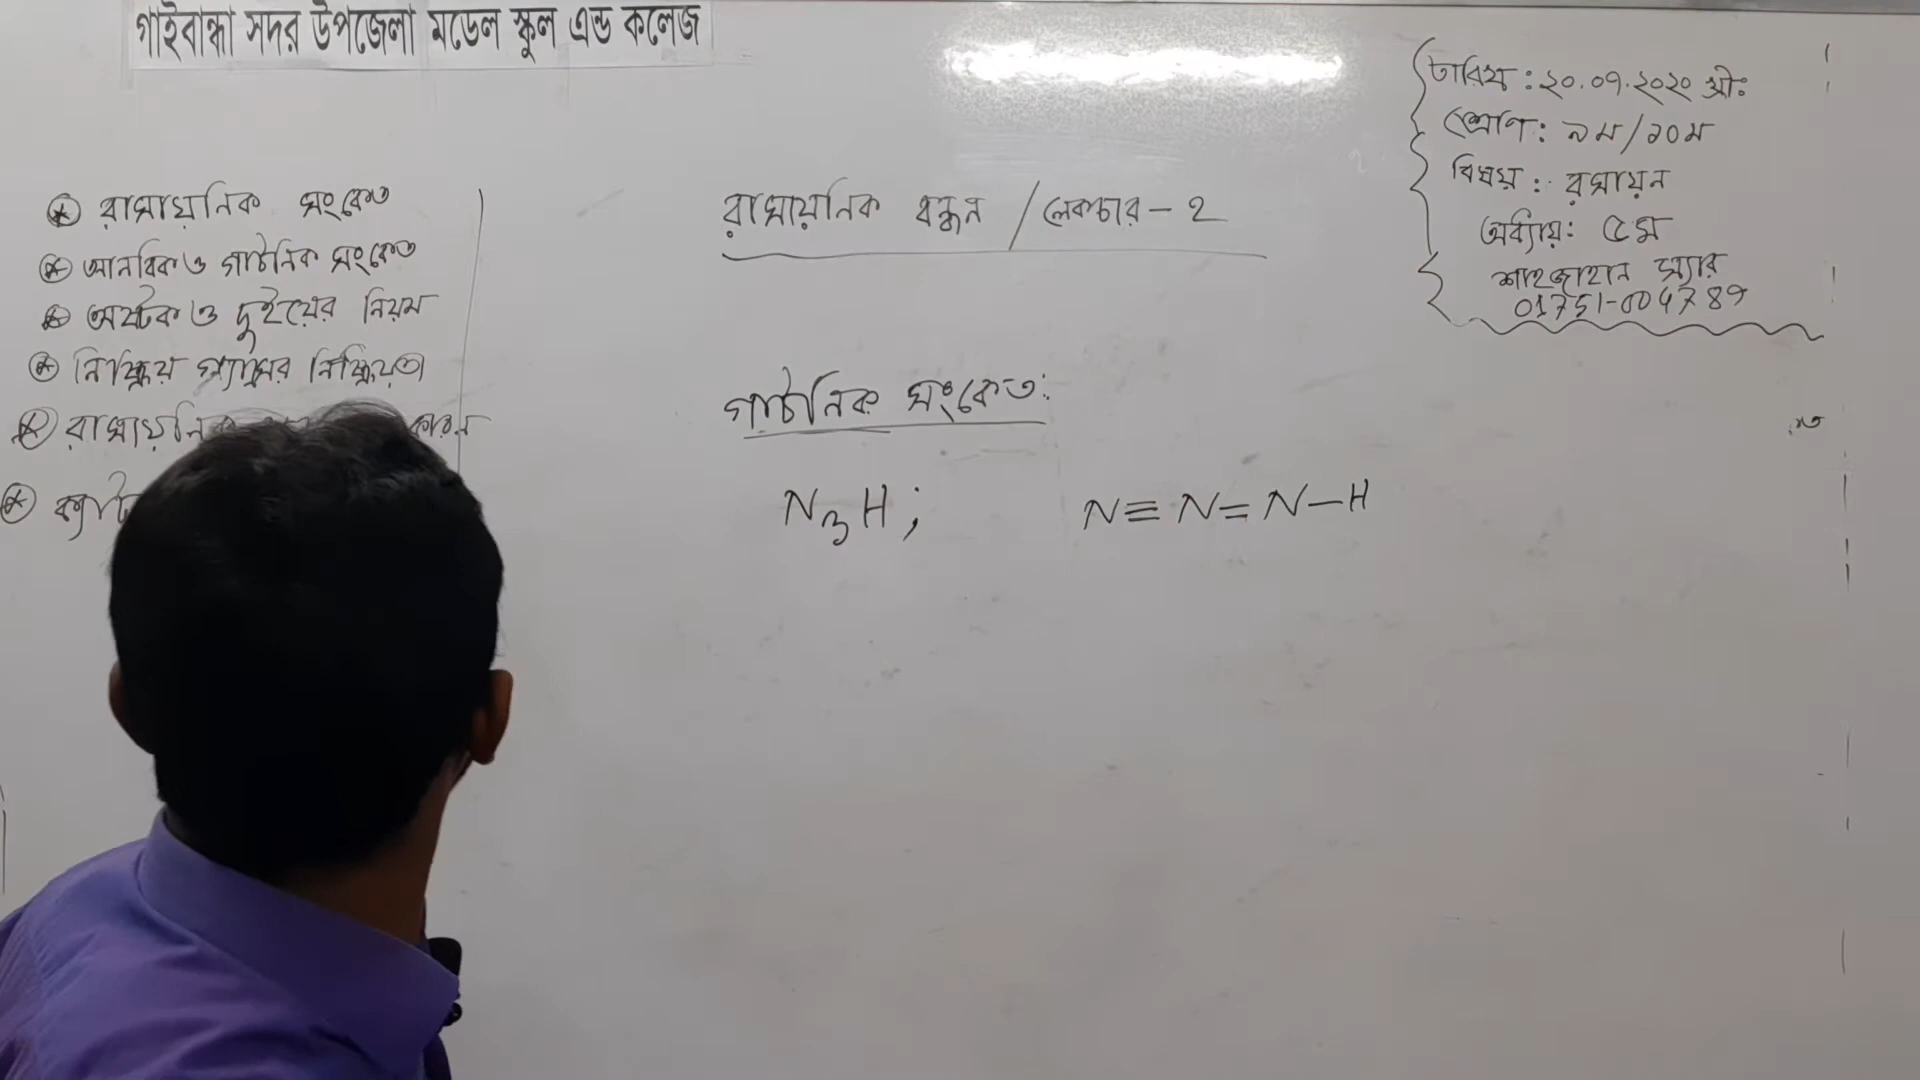 গাইবান্ধা সদর উপজেলা মডেল স্কুল এন্ড কলেজ
তারিখ : ২০.০৭.২০২০ খ্রীঃ
শ্রেণি : ৯ম/১০ম
বিষয় : রসায়ন
অধ্যায় : ৫ম
শাহজাহান স্যার
রাসায়নিক বন্ধন / লেকচার - ২
রাসায়নিক সংকেত
আনবিক ও গাঠনিক সংকেত
অষ্টক ও দুইয়ের নিয়ম
নিষ্ক্রিয় গ্যাসের নিষ্ক্রিয়তা
রাসায়নিক কারন
গাঠনিক সংকেত:
N₃H ; N≡N=N-H